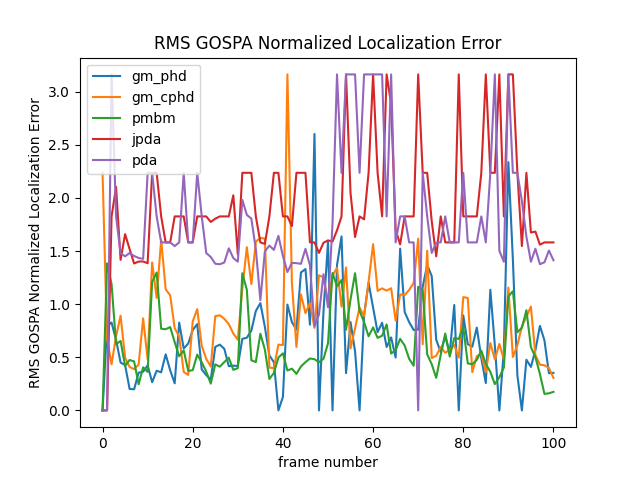 RMS GOSPA Normalized Localization Error
gm_phd
gm_cphd
pmbm
jpda
pda
RMS GOSPA Normalized Localization Error
3.0
2.5
2.0
1.5
1.0
0.5
0.0
0 20 40 60 80 100
frame number